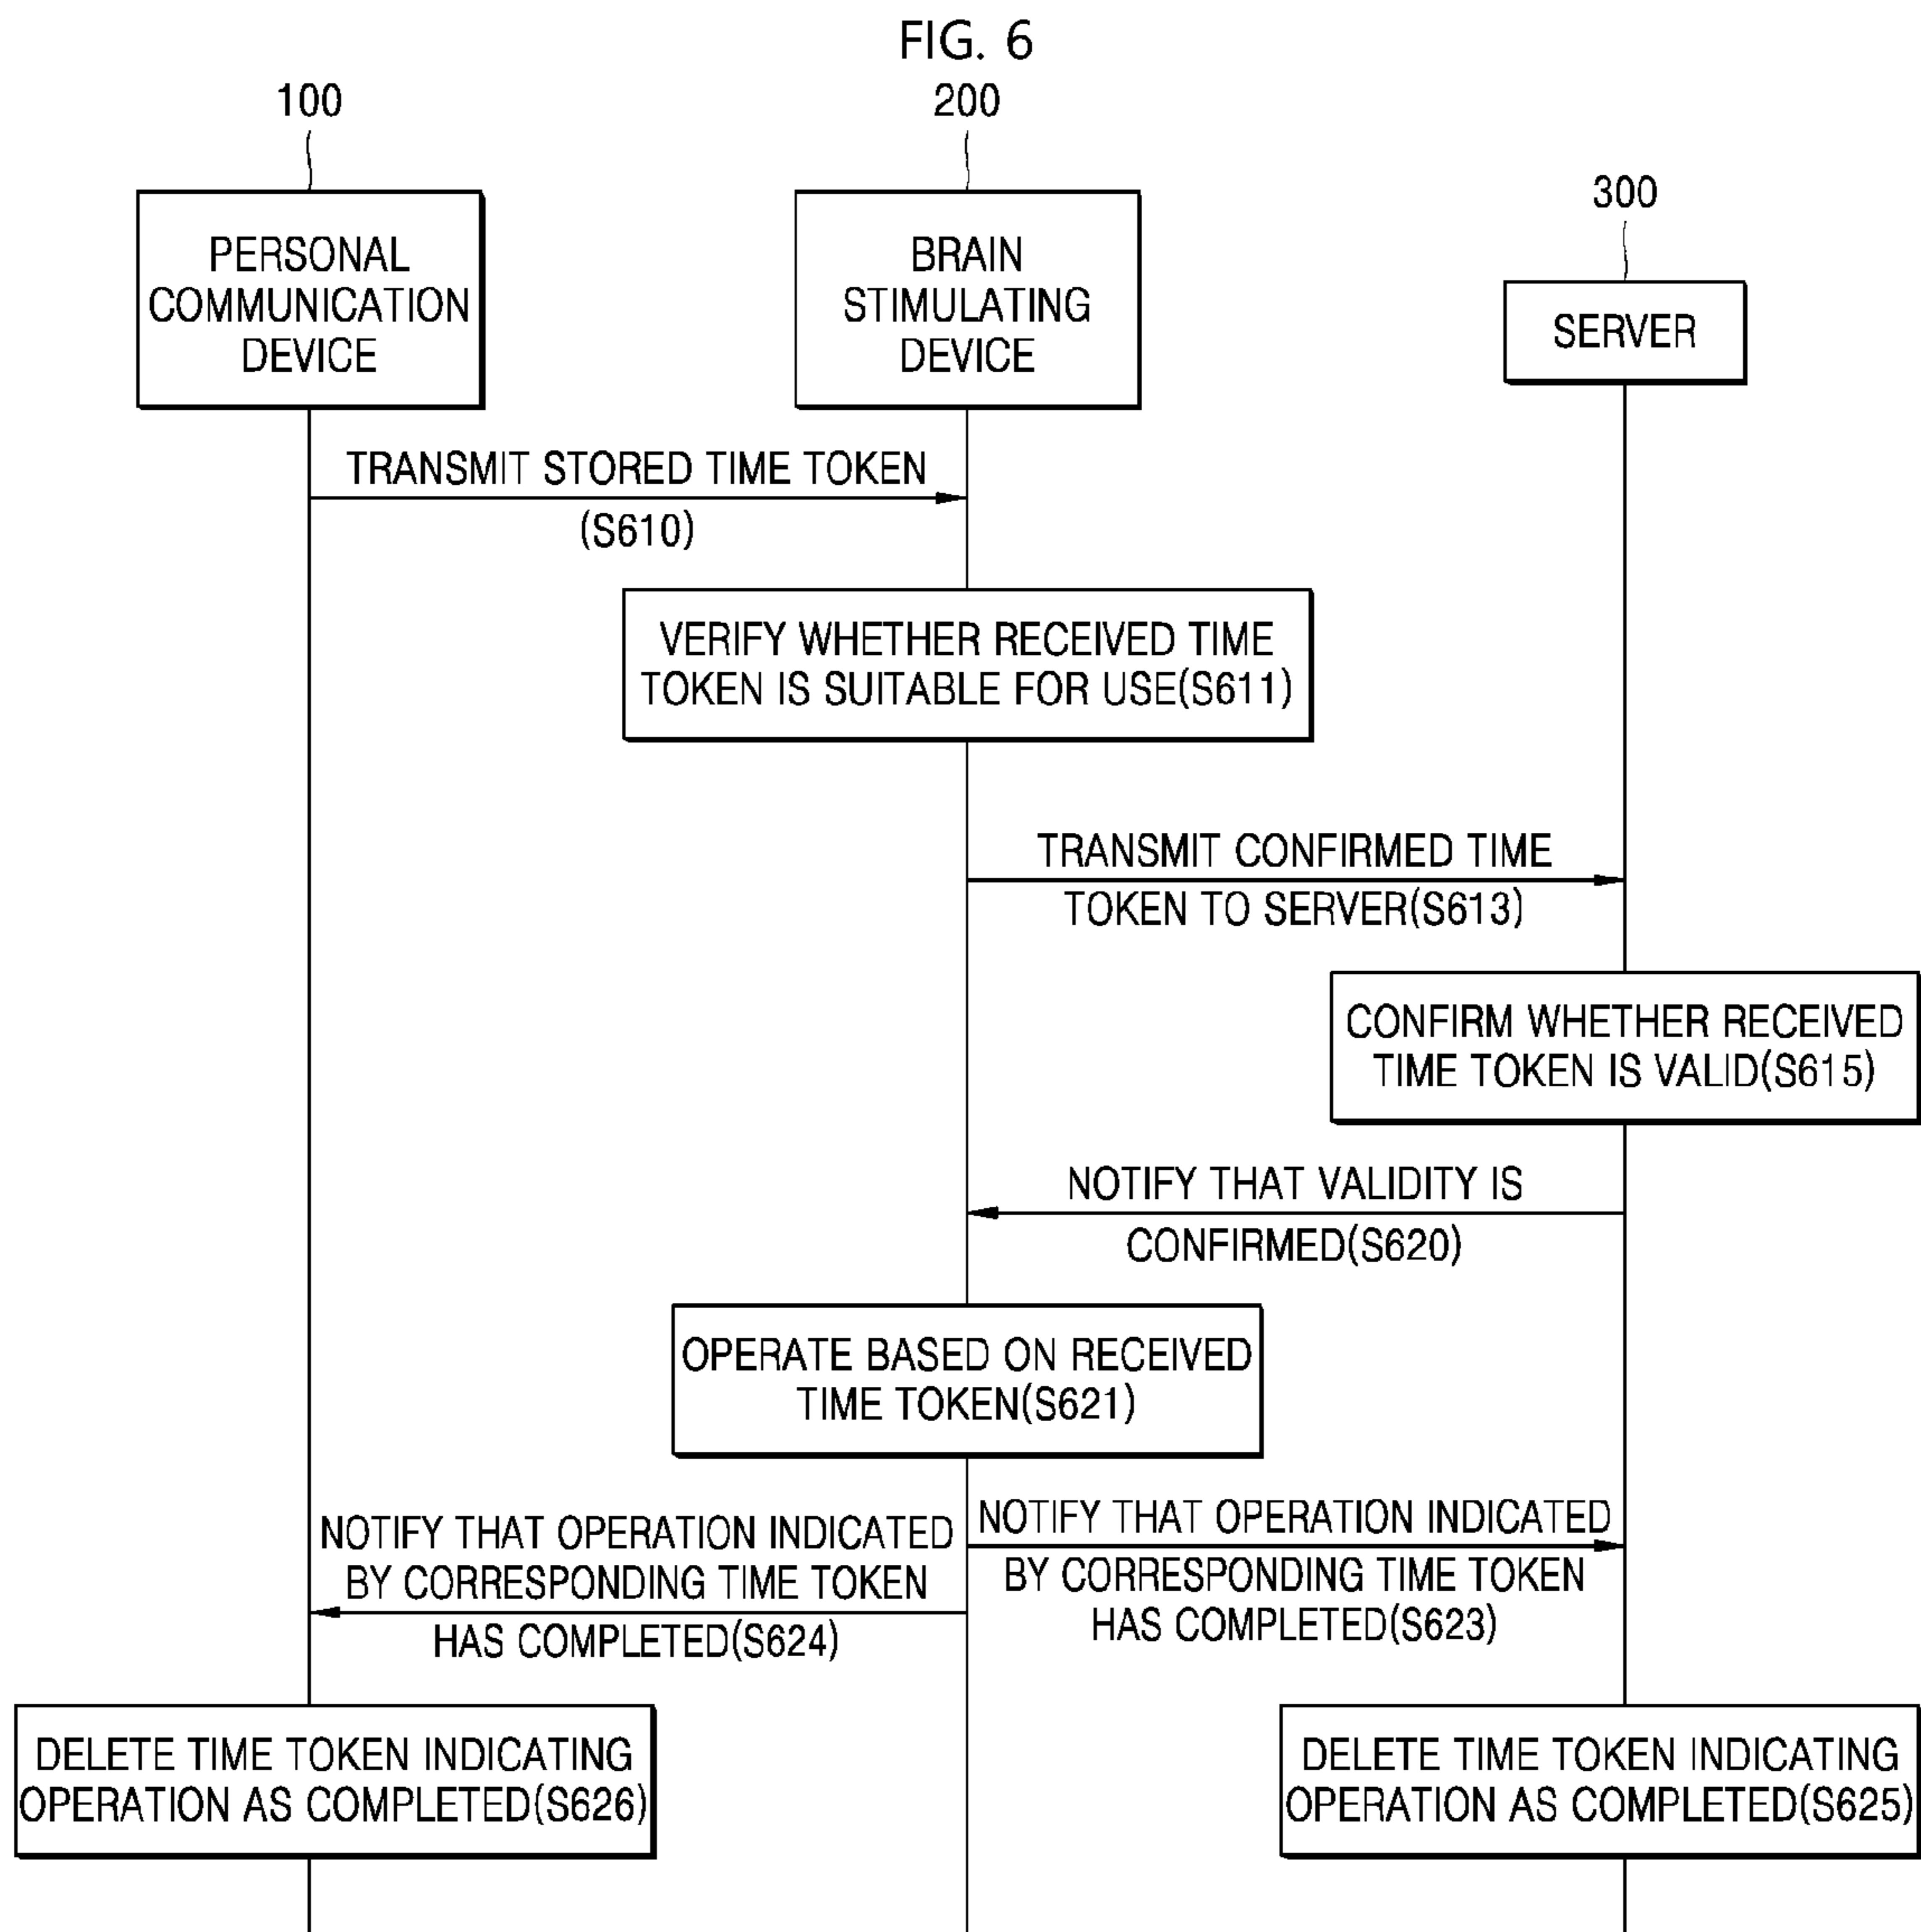 FIG. 6
100
200
300
PERSONAL
COMMUNICATION
DEVICE
BRAIN
STIMULATING
DEVICE
SERVER
TRANSMIT STORED TIME TOKEN
(S610)
VERIFY WHETHER RECEIVED TIME
TOKEN IS SUITABLE FOR USE(S611)
TRANSMIT CONFIRMED TIME
TOKEN TO SERVER(S613)
CONFIRM WHETHER RECEIVED
TIME TOKEN IS VALID(S615)
NOTIFY THAT VALIDITY IS
CONFIRMED(S620)
OPERATE BASED ON RECEIVED
TIME TOKEN(S621)
NOTIFY THAT OPERATION INDICATED
BY CORRESPONDING TIME TOKEN
HAS COMPLETED(S624)
NOTIFY THAT OPERATION INDICATED
BY CORRESPONDING TIME TOKEN
HAS COMPLETED(S623)
DELETE TIME TOKEN INDICATING
OPERATION AS COMPLETED(S626)
DELETE TIME TOKEN INDICATING
OPERATION AS COMPLETED(S625)